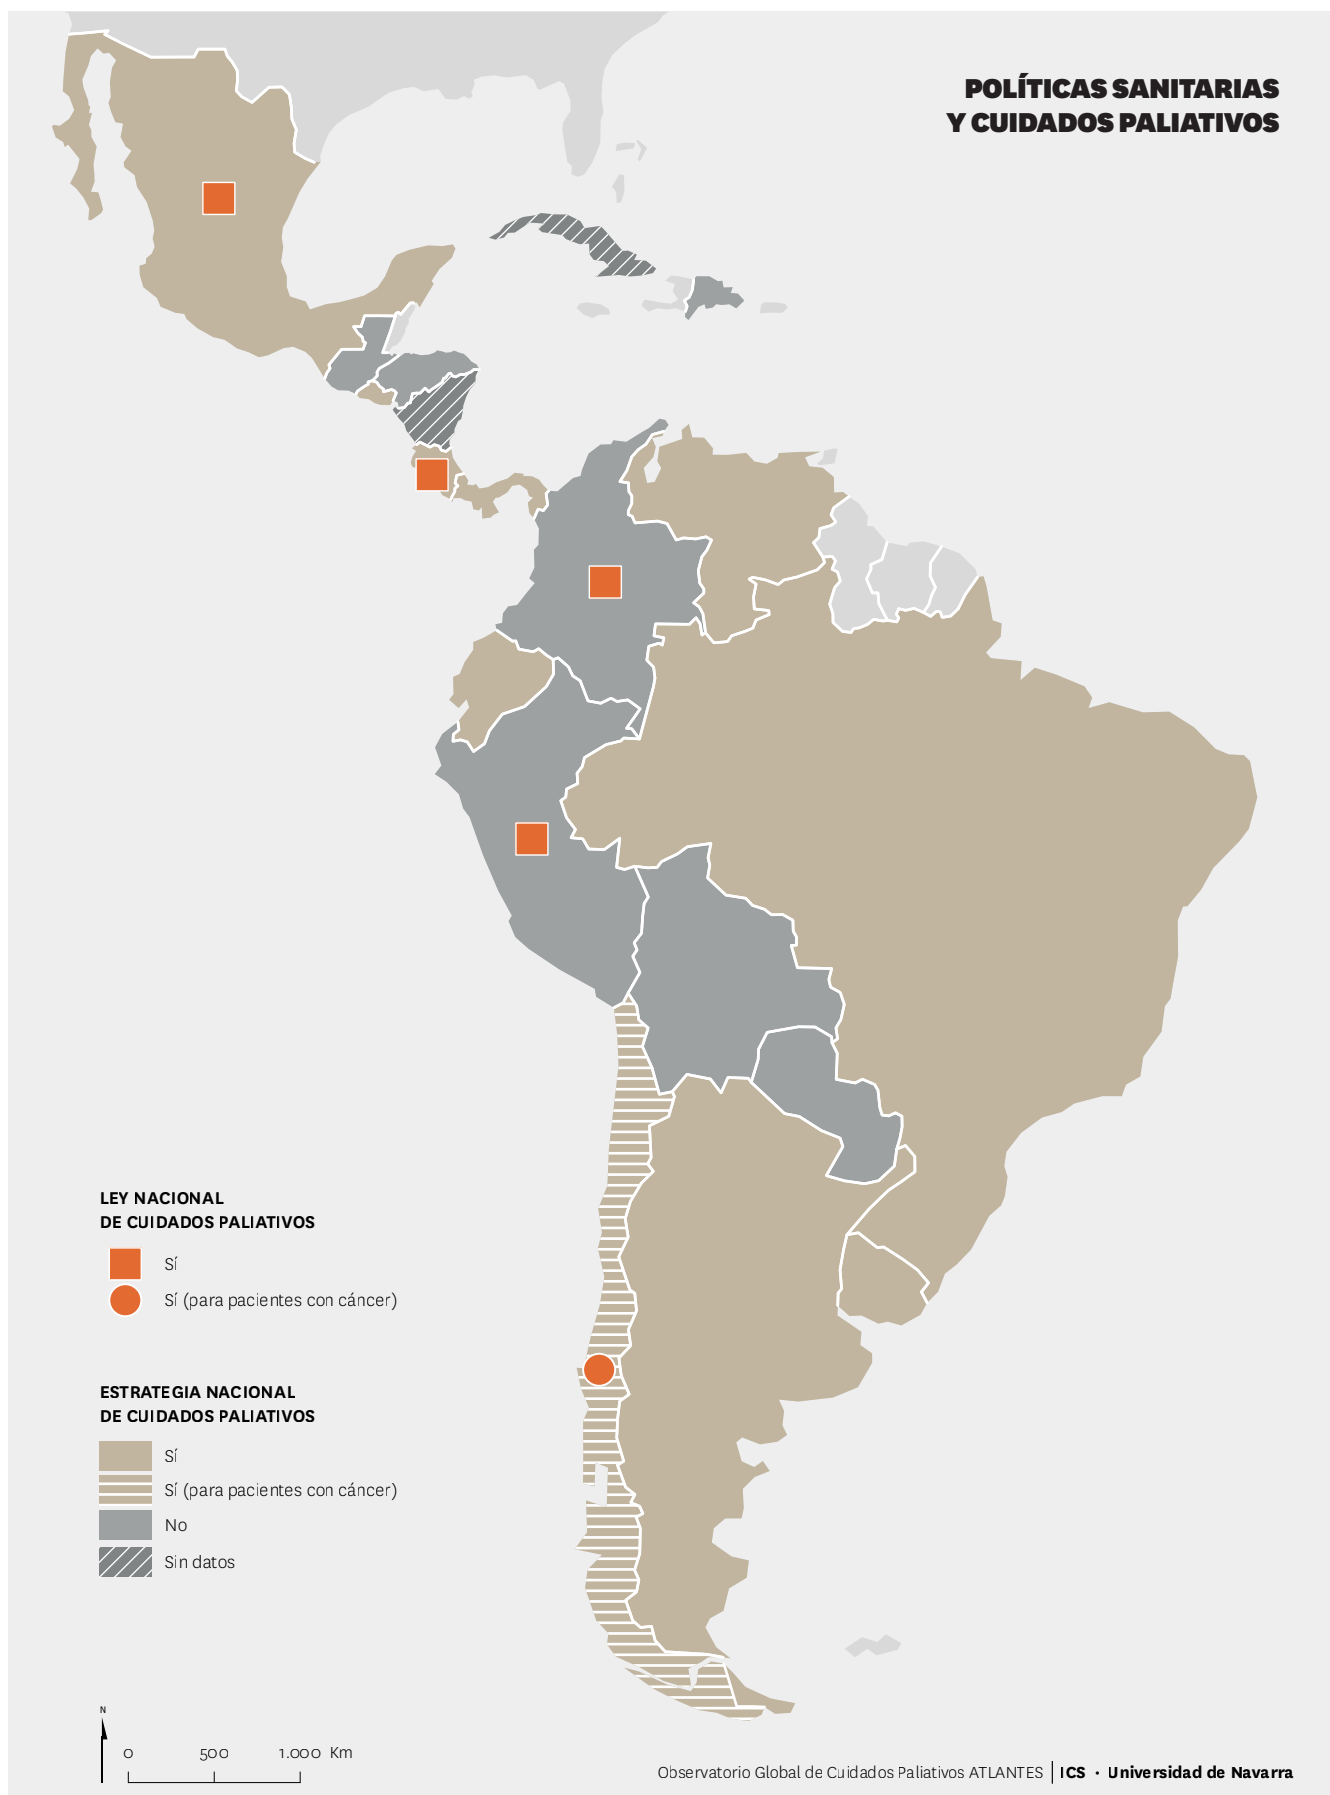 POLÍTICAS SANITARIAS
Y CUIDADOS PALIATIVOS
LEY NACIONAL
DE CUIDADOS PALIATIVOS
Sí
Sí (para pacientes con cáncer)
ESTRATEGIA NACIONAL
DE CUIDADOS PALIATIVOS
Sí
Sí (para pacientes con cáncer)
No
Sin datos
N
0 500 1.000 Km
Observatorio Global de Cuidados Paliativos ATLANTES | ICS · Universidad de Navarra